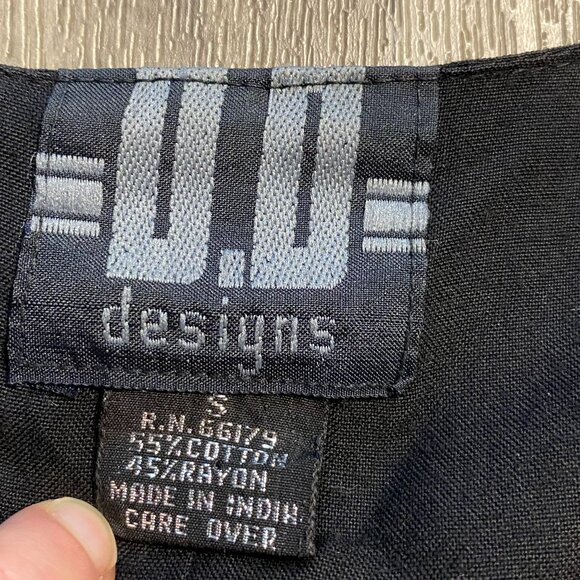 D.D
designs
S
R.N. 66179
55% COTTON
45% RAYON
MADE IN INDIA
CARE OVER